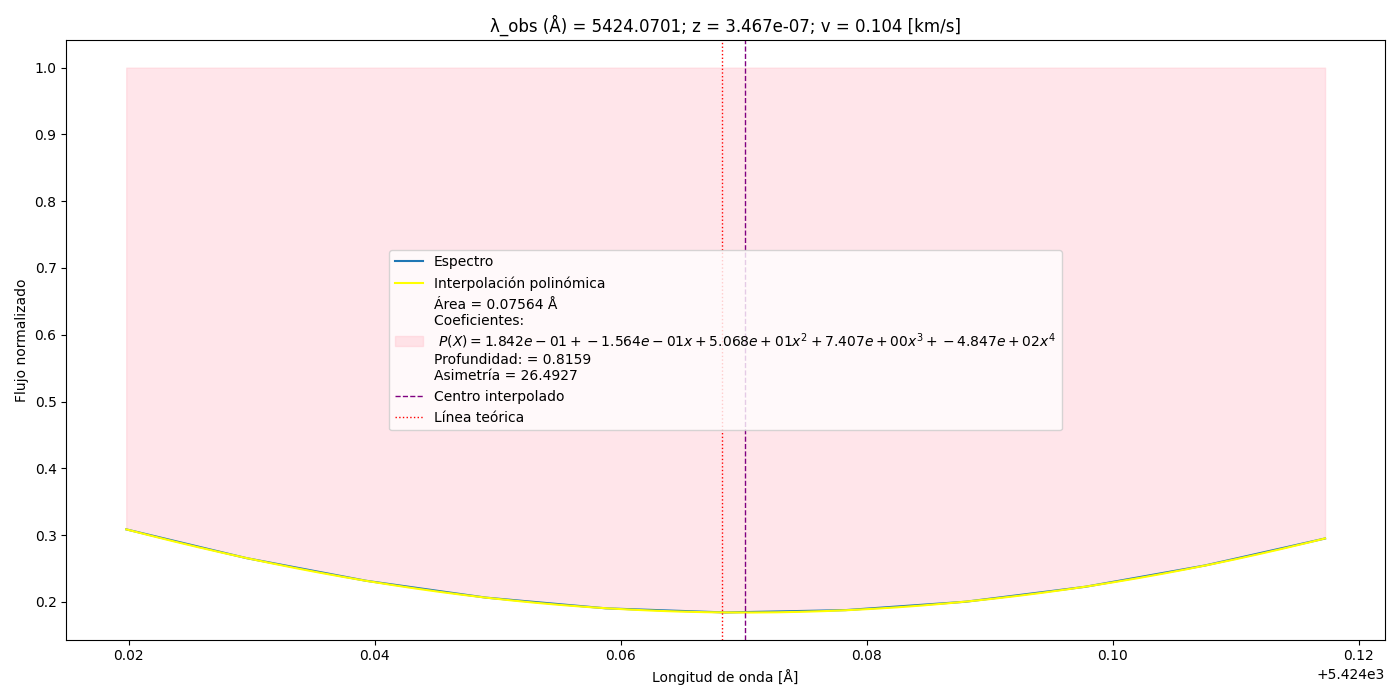 λ_obs (Å) = 5424.0701; z = 3.467e-07; v = 0.104 [km/s]
Flujo normalizado
1.0
0.9
0.8
0.7
0.6
0.5
0.4
0.3
0.2
Espectro
Interpolación polinómica
Área = 0.07564 Å
Coeficientes:
P(X) = 1.842e − 01 + −1.564e − 01x + 5.068e + 01x² + 7.407e + 00x³ + −4.847e + 02x⁴
Profundidad: = 0.8159
Asimetría = 26.4927
Centro interpolado
Línea teórica
0.02 0.04 0.06 0.08 0.10 0.12
+5.424e3
Longitud de onda [Å]